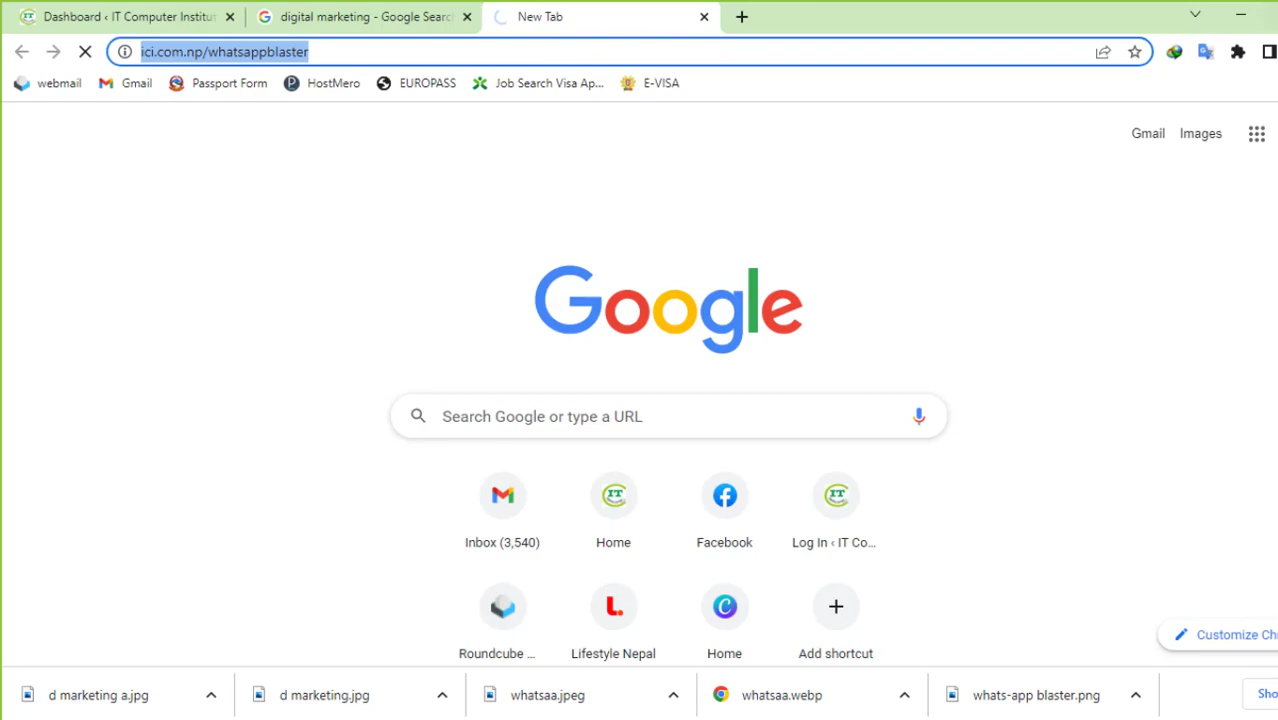 Dashboard ‹ IT Computer Institut
digital marketing - Google Searc
New Tab
ici.com.np/whatsappblaster
webmail
Gmail
Passport Form
HostMero
EUROPASS
Job Search Visa Ap...
E-VISA
Gmail
Images
Google
Search Google or type a URL
Inbox (3,540)
Home
Facebook
Log In ‹ IT Co...
Roundcube ...
Lifestyle Nepal
Home
Add shortcut
Customize Chr
d marketing a.jpg
d marketing.jpg
whatsaa.jpeg
whatsaa.webp
whats-app blaster.png
Sho